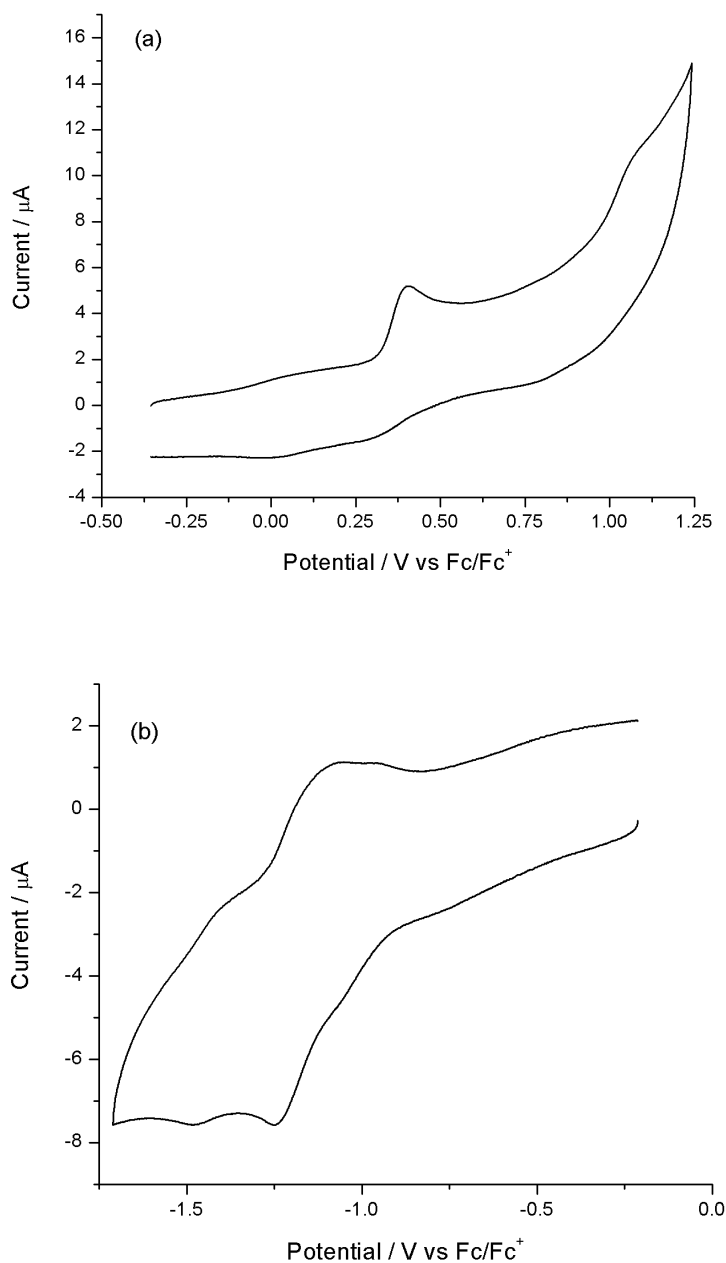 (a)
16
14
12
10
8
6
4
2
0
-2
-4
Current / μA
-0.50 -0.25 0.00 0.25 0.50 0.75 1.00 1.25
Potential / V vs Fc/Fc⁺
(b)
2
0
-2
-4
-6
-8
Current / μA
-1.5 -1.0 -0.5 0.0
Potential / V vs Fc/Fc⁺